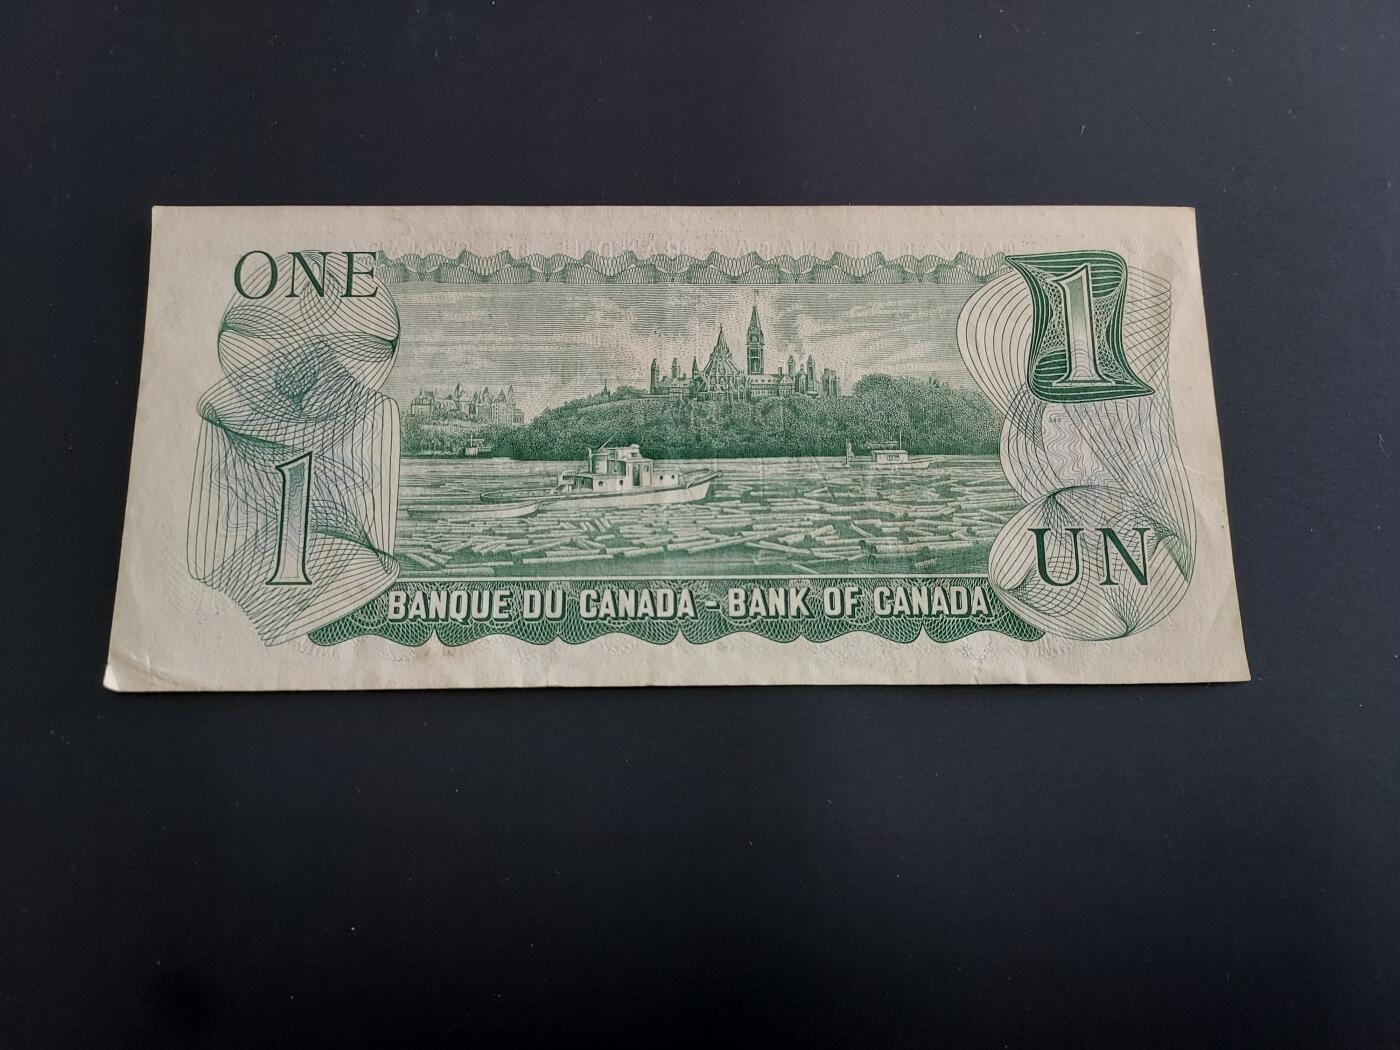 ONE
1
1
UN
BANQUE DU CANADA - BANK OF CANADA